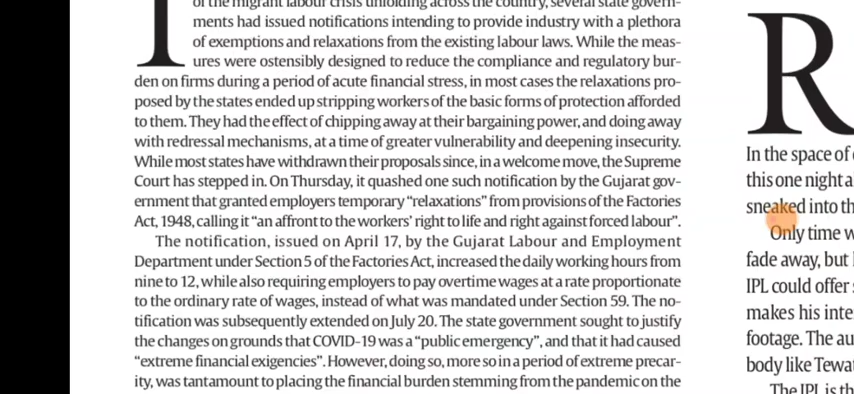 I
of the migrant labour crisis unfolding across the country, several state govern-
ments had issued notifications intending to provide industry with a plethora
of exemptions and relaxations from the existing labour laws. While the meas-
ures were ostensibly designed to reduce the compliance and regulatory bur-
den on firms during a period of acute financial stress, in most cases the relaxations pro-
posed by the states ended up stripping workers of the basic forms of protection afforded
to them. They had the effect of chipping away at their bargaining power, and doing away
with redressal mechanisms, at a time of greater vulnerability and deepening insecurity.
While most states have withdrawn their proposals since, in a welcome move, the Supreme
Court has stepped in. On Thursday, it quashed one such notification by the Gujarat gov-
ernment that granted employers temporary “relaxations” from provisions of the Factories
Act, 1948, calling it “an affront to the workers’ right to life and right against forced labour”.
The notification, issued on April 17, by the Gujarat Labour and Employment
Department under Section 5 of the Factories Act, increased the daily working hours from
nine to 12, while also requiring employers to pay overtime wages at a rate proportionate
to the ordinary rate of wages, instead of what was mandated under Section 59. The no-
tification was subsequently extended on July 20. The state government sought to justify
the changes on grounds that COVID-19 was a “public emergency”, and that it had caused
“extreme financial exigencies”. However, doing so, more so in a period of extreme precar-
ity, was tantamount to placing the financial burden stemming from the pandemic on the
R
In the space of
this one night a
sneaked into th
Only time w
fade away, but
IPL could offer
makes his inte
footage. The au
body like Tewa
The IPL is th